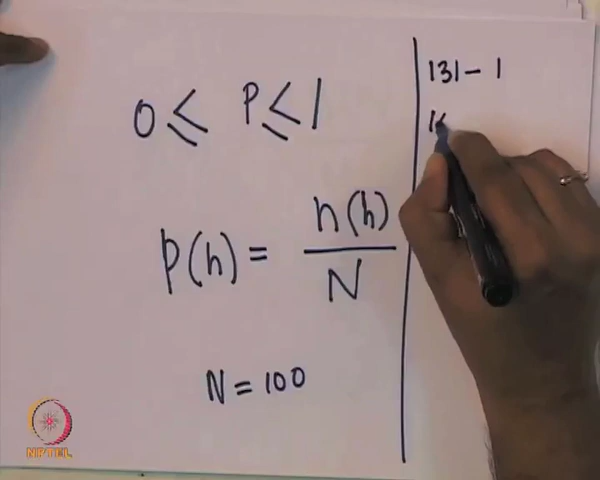 0 ≤ P ≤ 1
p(h) = n(h) / N
N = 100
131 - 1
NPTEL